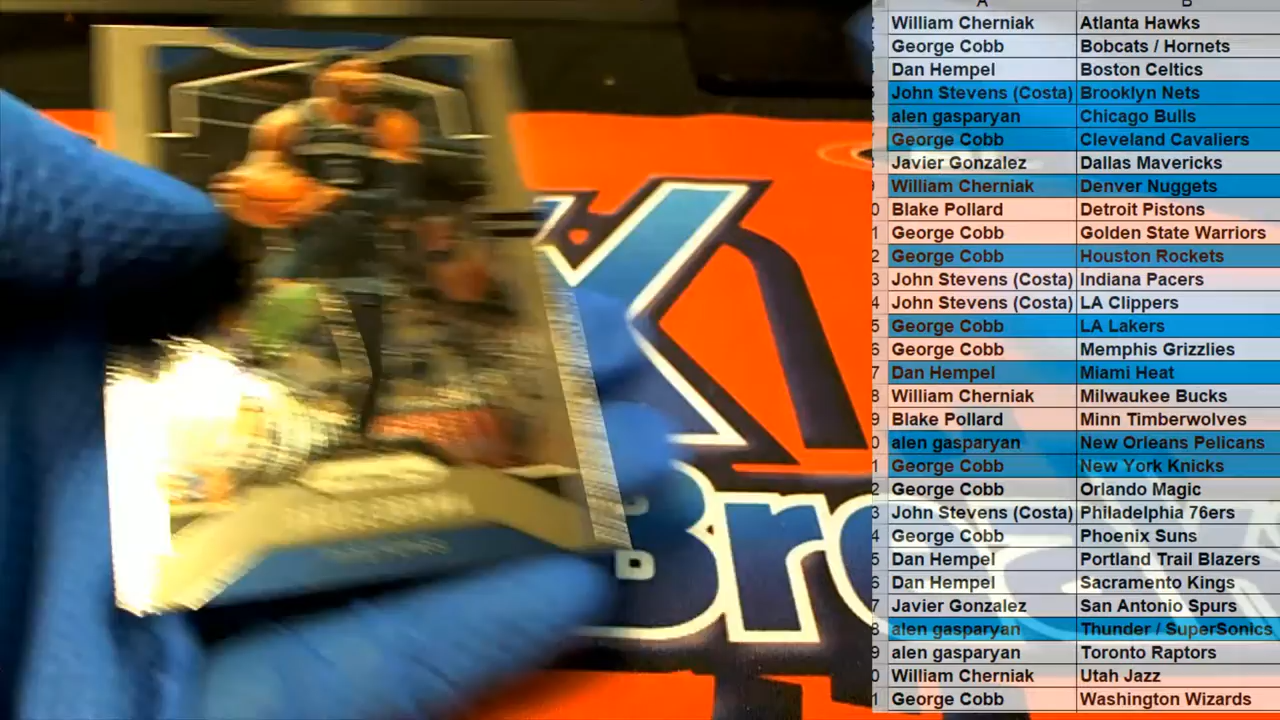 A B
William Cherniak Atlanta Hawks
George Cobb Bobcats / Hornets
Dan Hempel Boston Celtics
John Stevens (Costa) Brooklyn Nets
alen gasparyan Chicago Bulls
George Cobb Cleveland Cavaliers
Javier Gonzalez Dallas Mavericks
William Cherniak Denver Nuggets
Blake Pollard Detroit Pistons
George Cobb Golden State Warriors
George Cobb Houston Rockets
John Stevens (Costa) Indiana Pacers
John Stevens (Costa) LA Clippers
George Cobb LA Lakers
George Cobb Memphis Grizzlies
Dan Hempel Miami Heat
William Cherniak Milwaukee Bucks
Blake Pollard Minn Timberwolves
alen gasparyan New Orleans Pelicans
George Cobb New York Knicks
George Cobb Orlando Magic
John Stevens (Costa) Philadelphia 76ers
George Cobb Phoenix Suns
Dan Hempel Portland Trail Blazers
Dan Hempel Sacramento Kings
Javier Gonzalez San Antonio Spurs
alen gasparyan Thunder / SuperSonics
alen gasparyan Toronto Raptors
William Cherniak Utah Jazz
George Cobb Washington Wizards